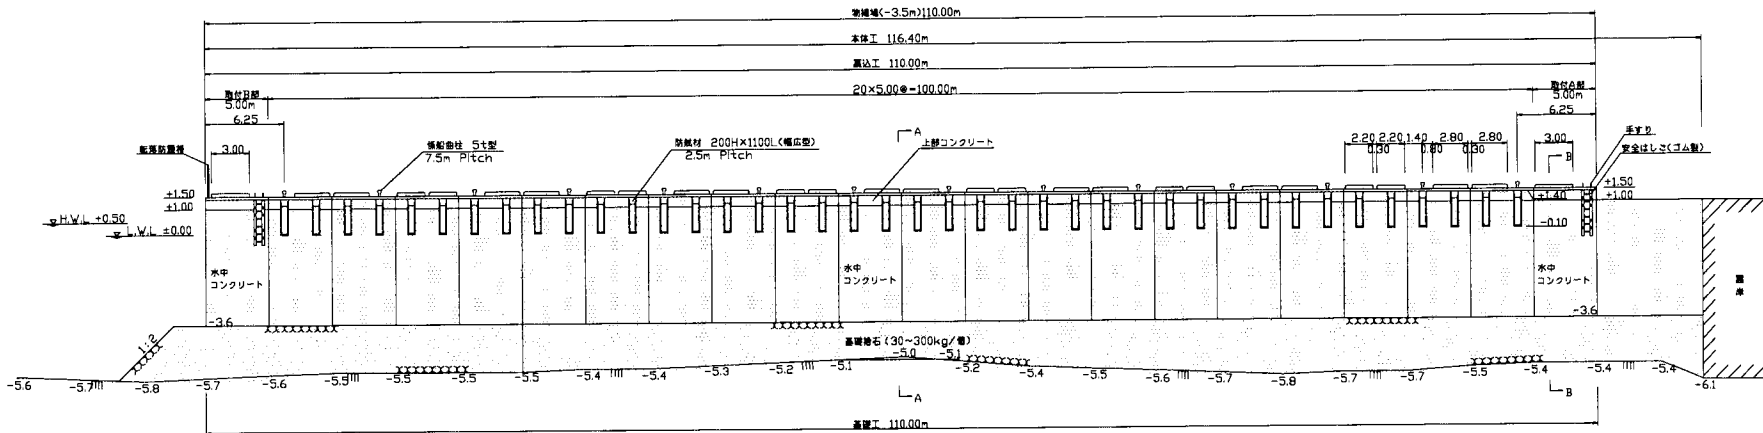 物揚場(-3.5m)110.00m
本体工 116.40m
裏込工 110.00m
20×5.00@=100.00m
取付B部
5.00m
6.25
取付A部
5.00m
6.25
転落防護柵
3.00
係船曲柱 5t型
7.5m Pitch
防舷材 200H×1100L(幅広型)
2.5m Pitch
A
上部コンクリート
2.20
2.20
1.40
2.80
2.80
0.30
0.80
0.30
3.00
B
手すり
安全はしご(ゴム製)
+1.50
+1.00
H.W.L +0.50
L.W.L ±0.00
+1.50
+1.00
+1.40
-0.10
水中
コンクリート
水中
コンクリート
水中
コンクリート
護
岸
-3.6
-3.6
1:2
基礎捨石(30~300kg/個)
-5.6
-5.7
-5.8
-5.7
-5.6
-5.5
-5.5
-5.5
-5.5
-5.4
-5.4
-5.3
-5.2
-5.1
-5.0
-5.1
-5.2
-5.4
-5.5
-5.6
-5.7
-5.8
-5.7
-5.7
-5.5
-5.4
-5.4
-5.4
-6.1
A
B
基礎工 110.00m